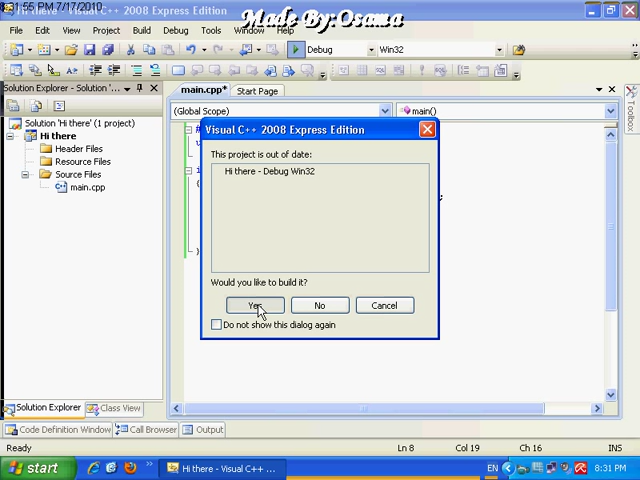 8:31:55 PM 7/17/2010
Made By:Osama
Hi there - Visual C++ 2008 Express Edition
File Edit View Project Build Debug Tools Window Help
Debug Win32
Solution Explorer - Solution '...
main.cpp* Start Page
(Global Scope) main()
Toolbox
Solution 'Hi there' (1 project)
Hi there
Header Files
Resource Files
Source Files
main.cpp
Visual C++ 2008 Express Edition
This project is out of date:
Hi there - Debug Win32
Would you like to build it?
Yes No Cancel
Do not show this dialog again
Solution Explorer Class View
Code Definition Window Call Browser Output
Ready Ln 8 Col 19 Ch 16 INS
start Hi there - Visual C++ ... EN 8:31 PM